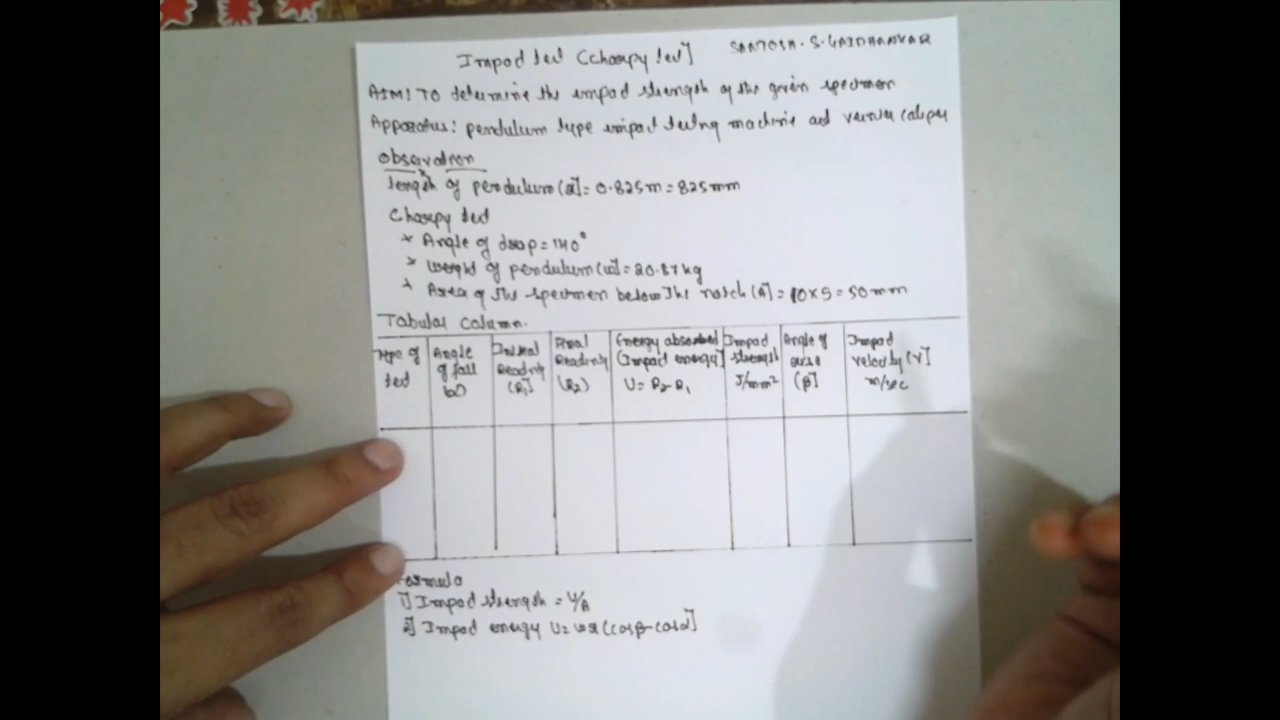 Impact test (Charpy test]
SANTOSH.S.GAIDHANKAR
AIM: To determine the impact strength of the given specimen
Apparatus: pendulum type impact testing machine and vernier caliper
Observation
length of pendulum = 0.825m = 825mm
Charpy test
* Angle of drop = 140°
* Weight of pendulum (w) = 20.87kg
* Area of the specimen below the notch (A) = 10x5 = 50mm
Tabular column.
Type of test
Angle of fall
Initial Reading (R1]
Final Reading (R2)
Energy absorbed (Impact energy] U = R2-R1
Impact strength J/mm²
Angle of (β]
Impact velocity (V] m/sec
Formula
1] Impact strength = U/A
2] Impact energy (cosβ-cosα]